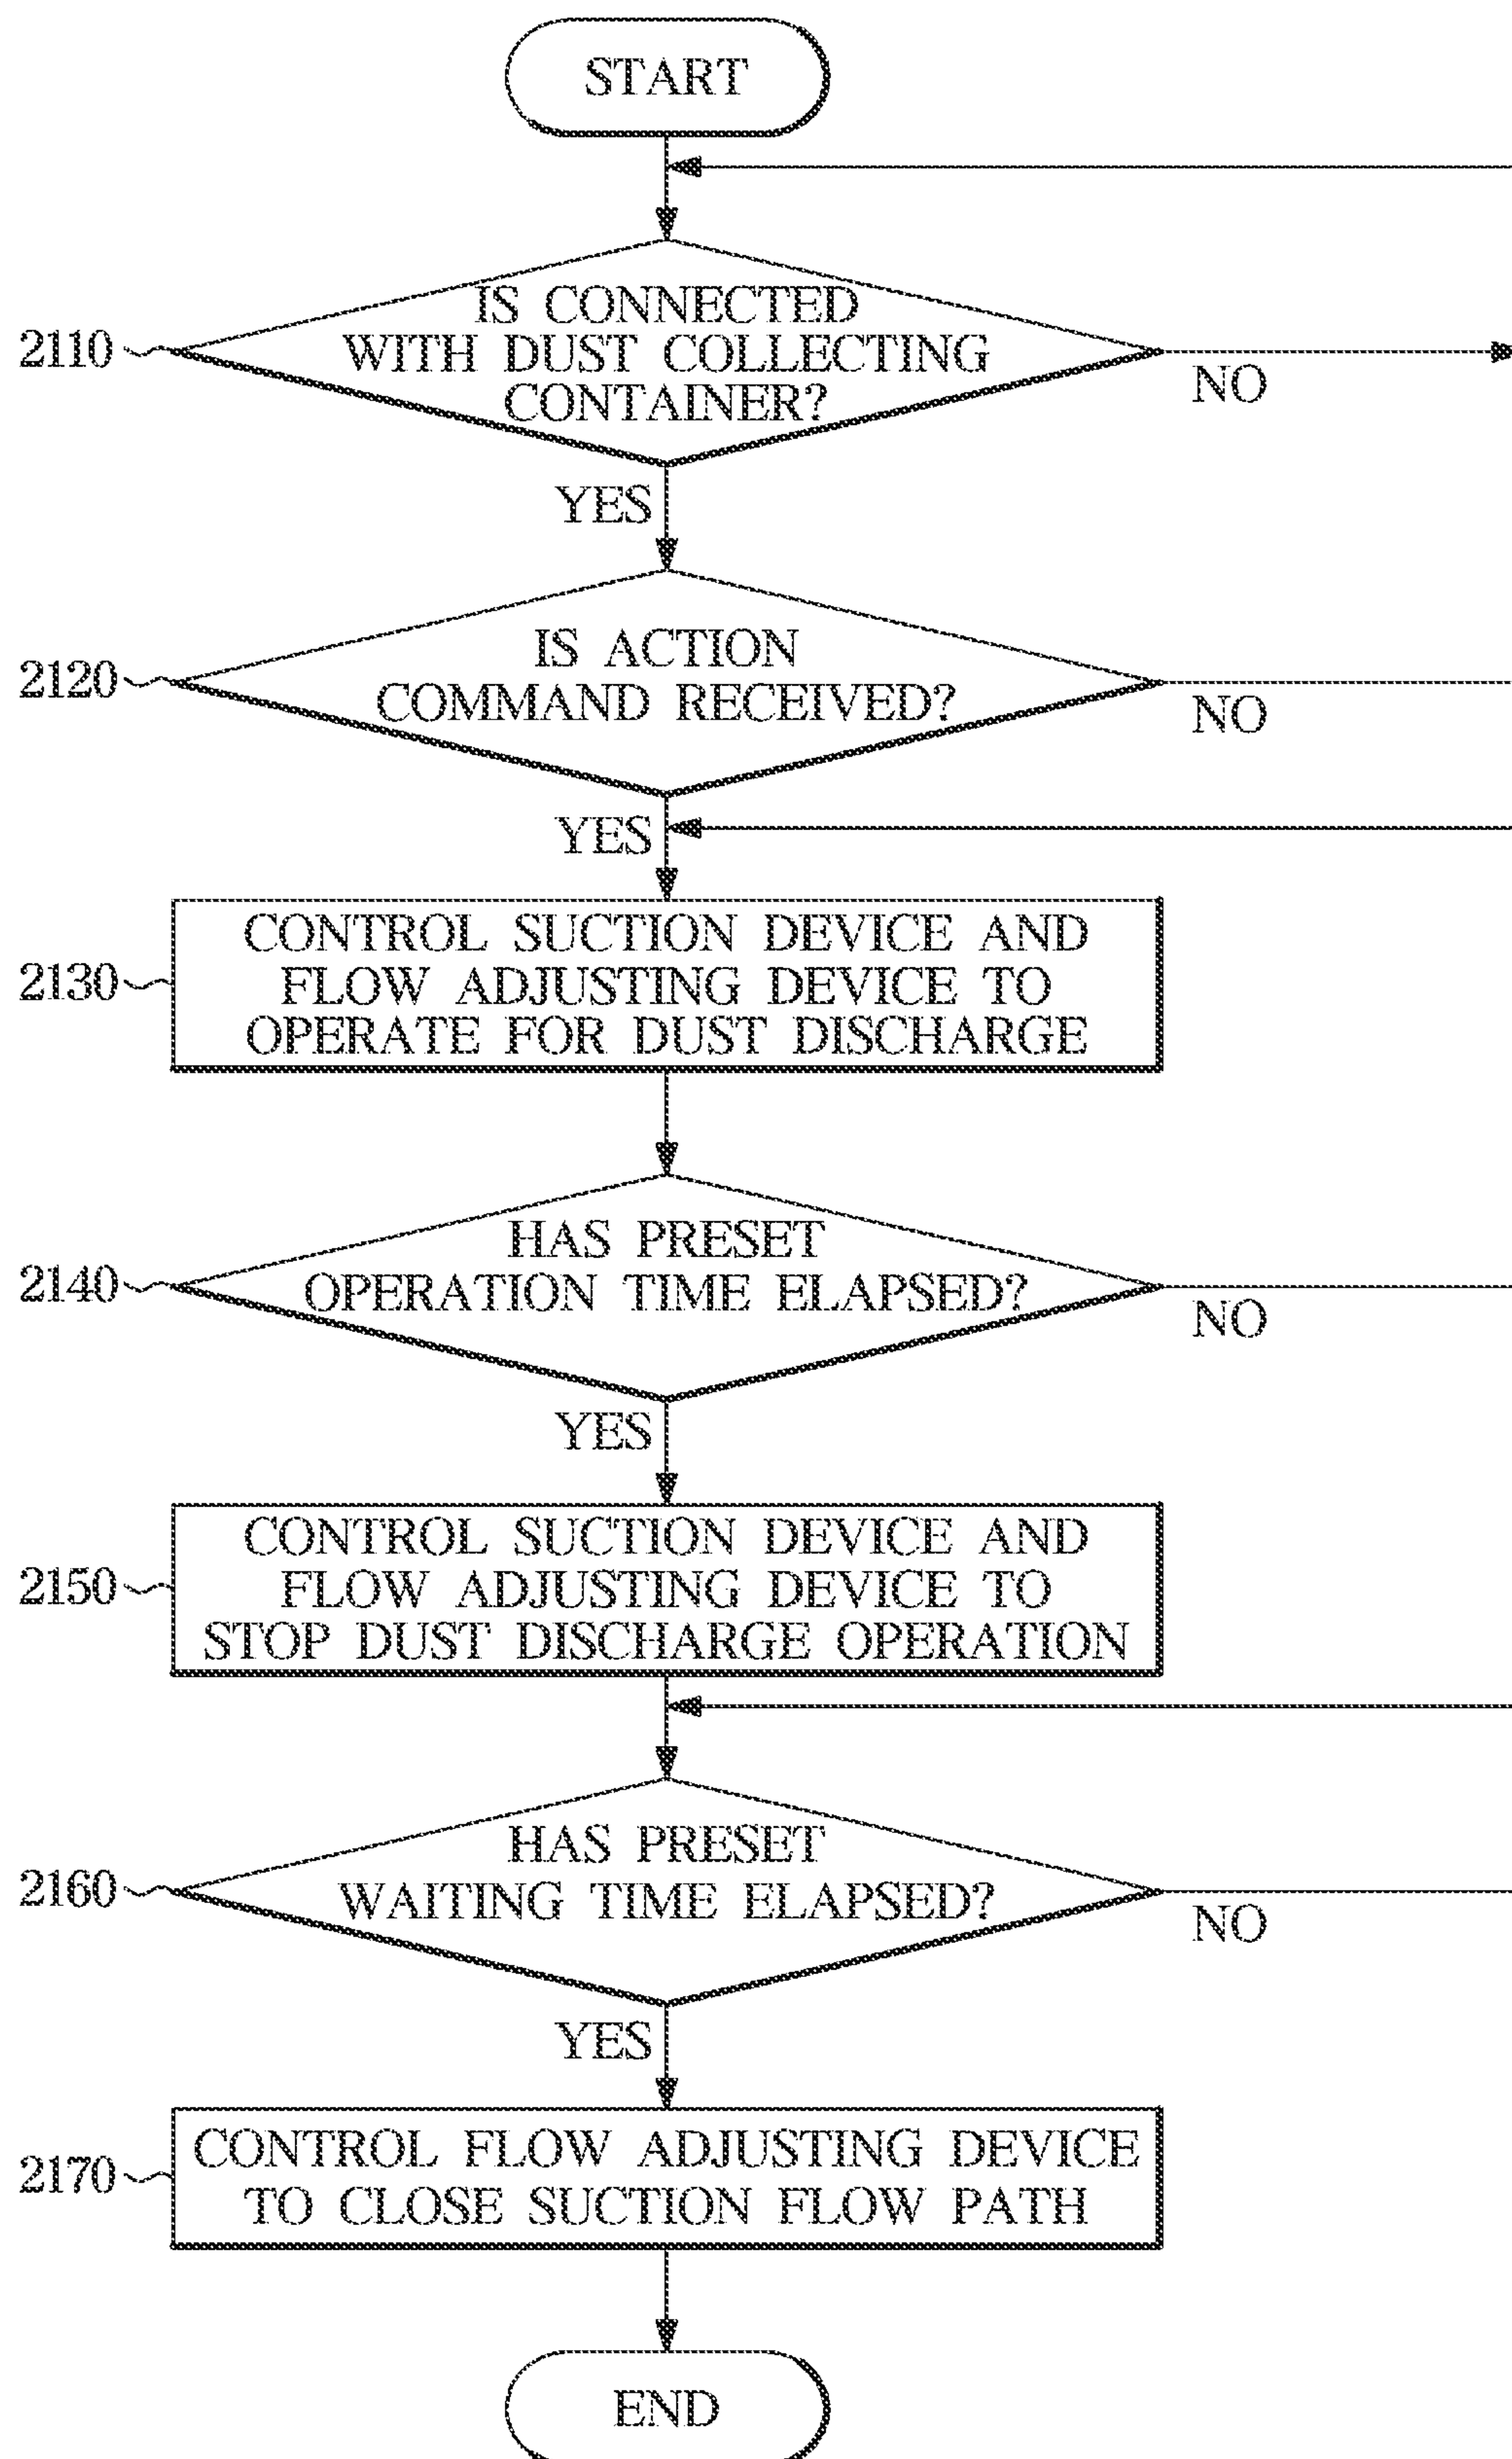 START
IS CONNECTED
WITH DUST COLLECTING
CONTAINER?
2110
NO
YES
IS ACTION
COMMAND RECEIVED?
2120
NO
YES
CONTROL SUCTION DEVICE AND
FLOW ADJUSTING DEVICE TO
OPERATE FOR DUST DISCHARGE
2130
HAS PRESET
OPERATION TIME ELAPSED?
2140
NO
YES
CONTROL SUCTION DEVICE AND
FLOW ADJUSTING DEVICE TO
STOP DUST DISCHARGE OPERATION
2150
HAS PRESET
WAITING TIME ELAPSED?
2160
NO
YES
CONTROL FLOW ADJUSTING DEVICE
TO CLOSE SUCTION FLOW PATH
2170
END